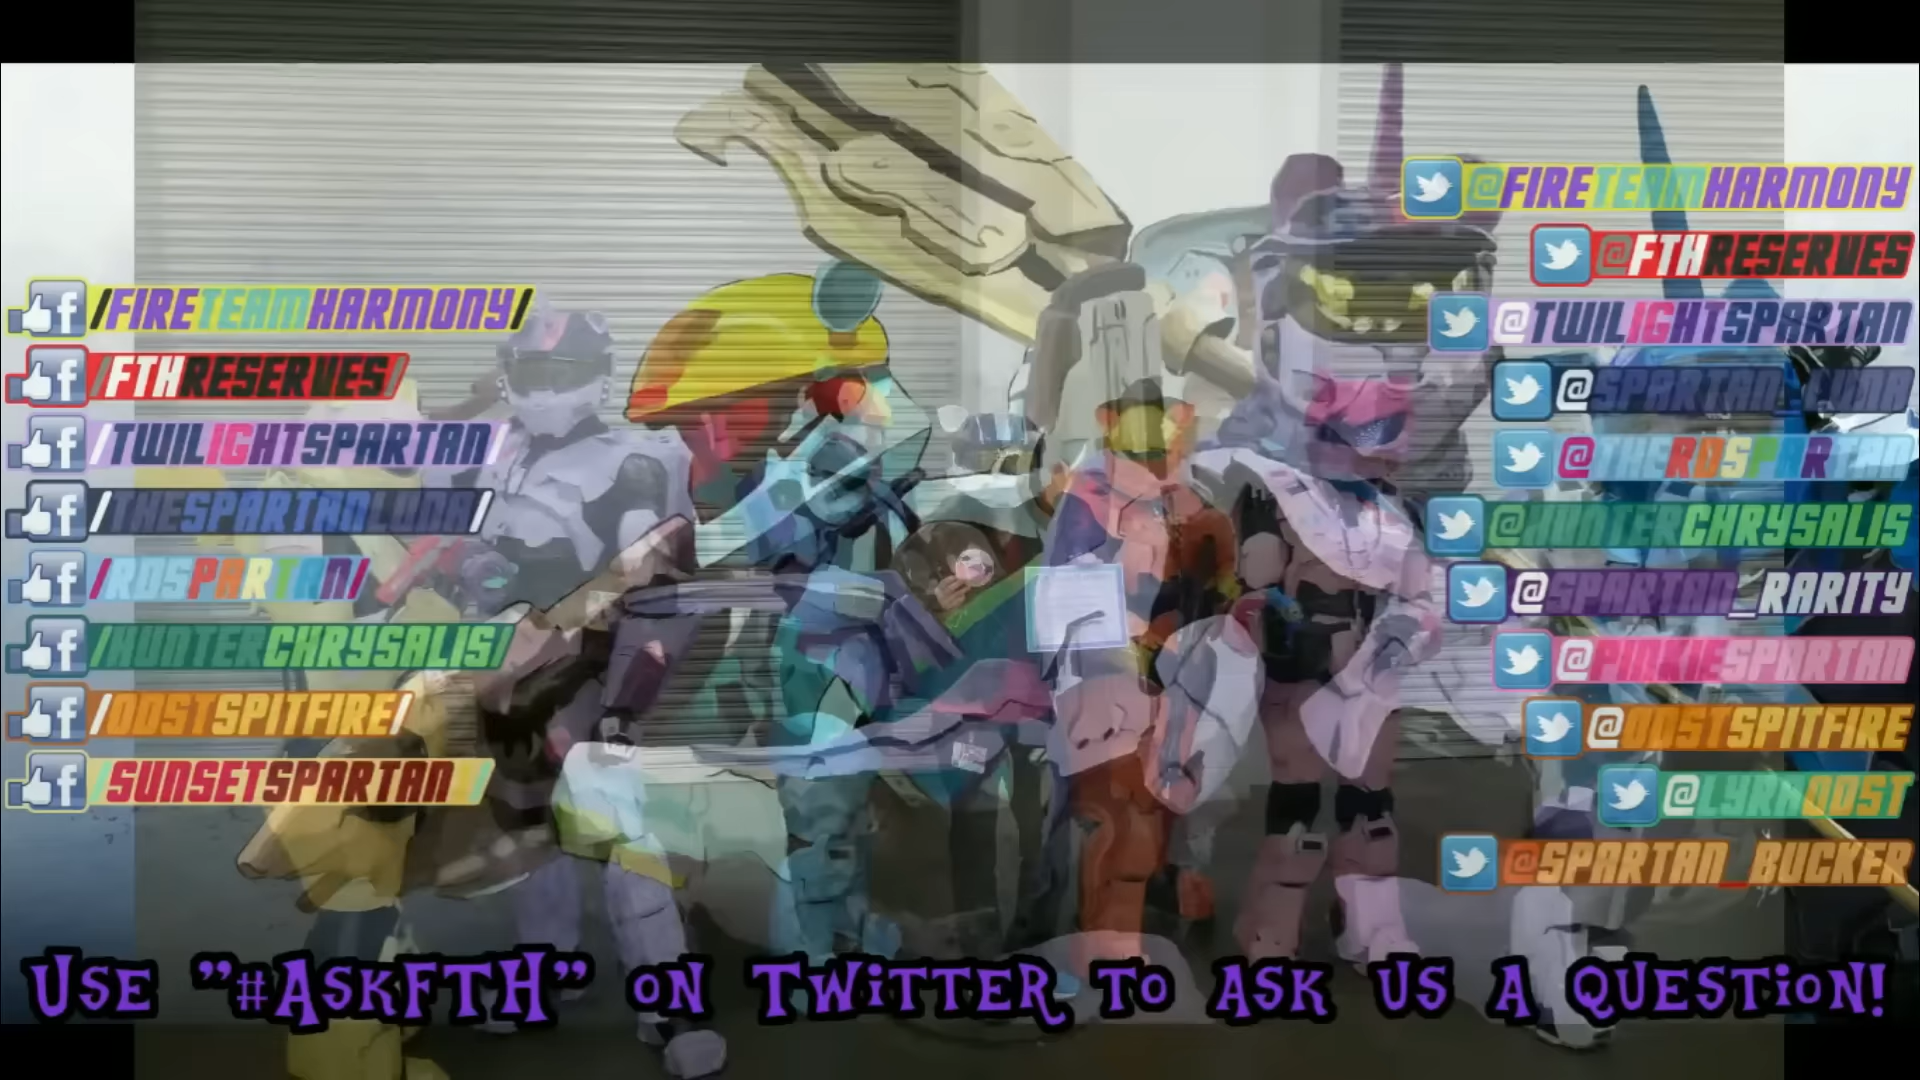 /FIRETEAMHARMONY/
/FTHRESERVES/
/TWILIGHTSPARTAN/
/THESPARTANLUNA/
/RDSPARTAN/
/HUNTERCHRYSALIS/
/ODSTSPITFIRE/
/SUNSETSPARTAN/
@FIRETEAMHARMONY
@FTHRESERVES
@TWILIGHTSPARTAN
@SPARTAN_LUNA
@THERDSPARTAN
@HUNTERCHRYSALIS
@SPARTAN_RARITY
@PINKIESPARTAN
@ODSTSPITFIRE
@LYRAODST
@SPARTAN_BUCKER
USE "#ASKFTH" ON TWITTER TO ASK US A QUESTION!